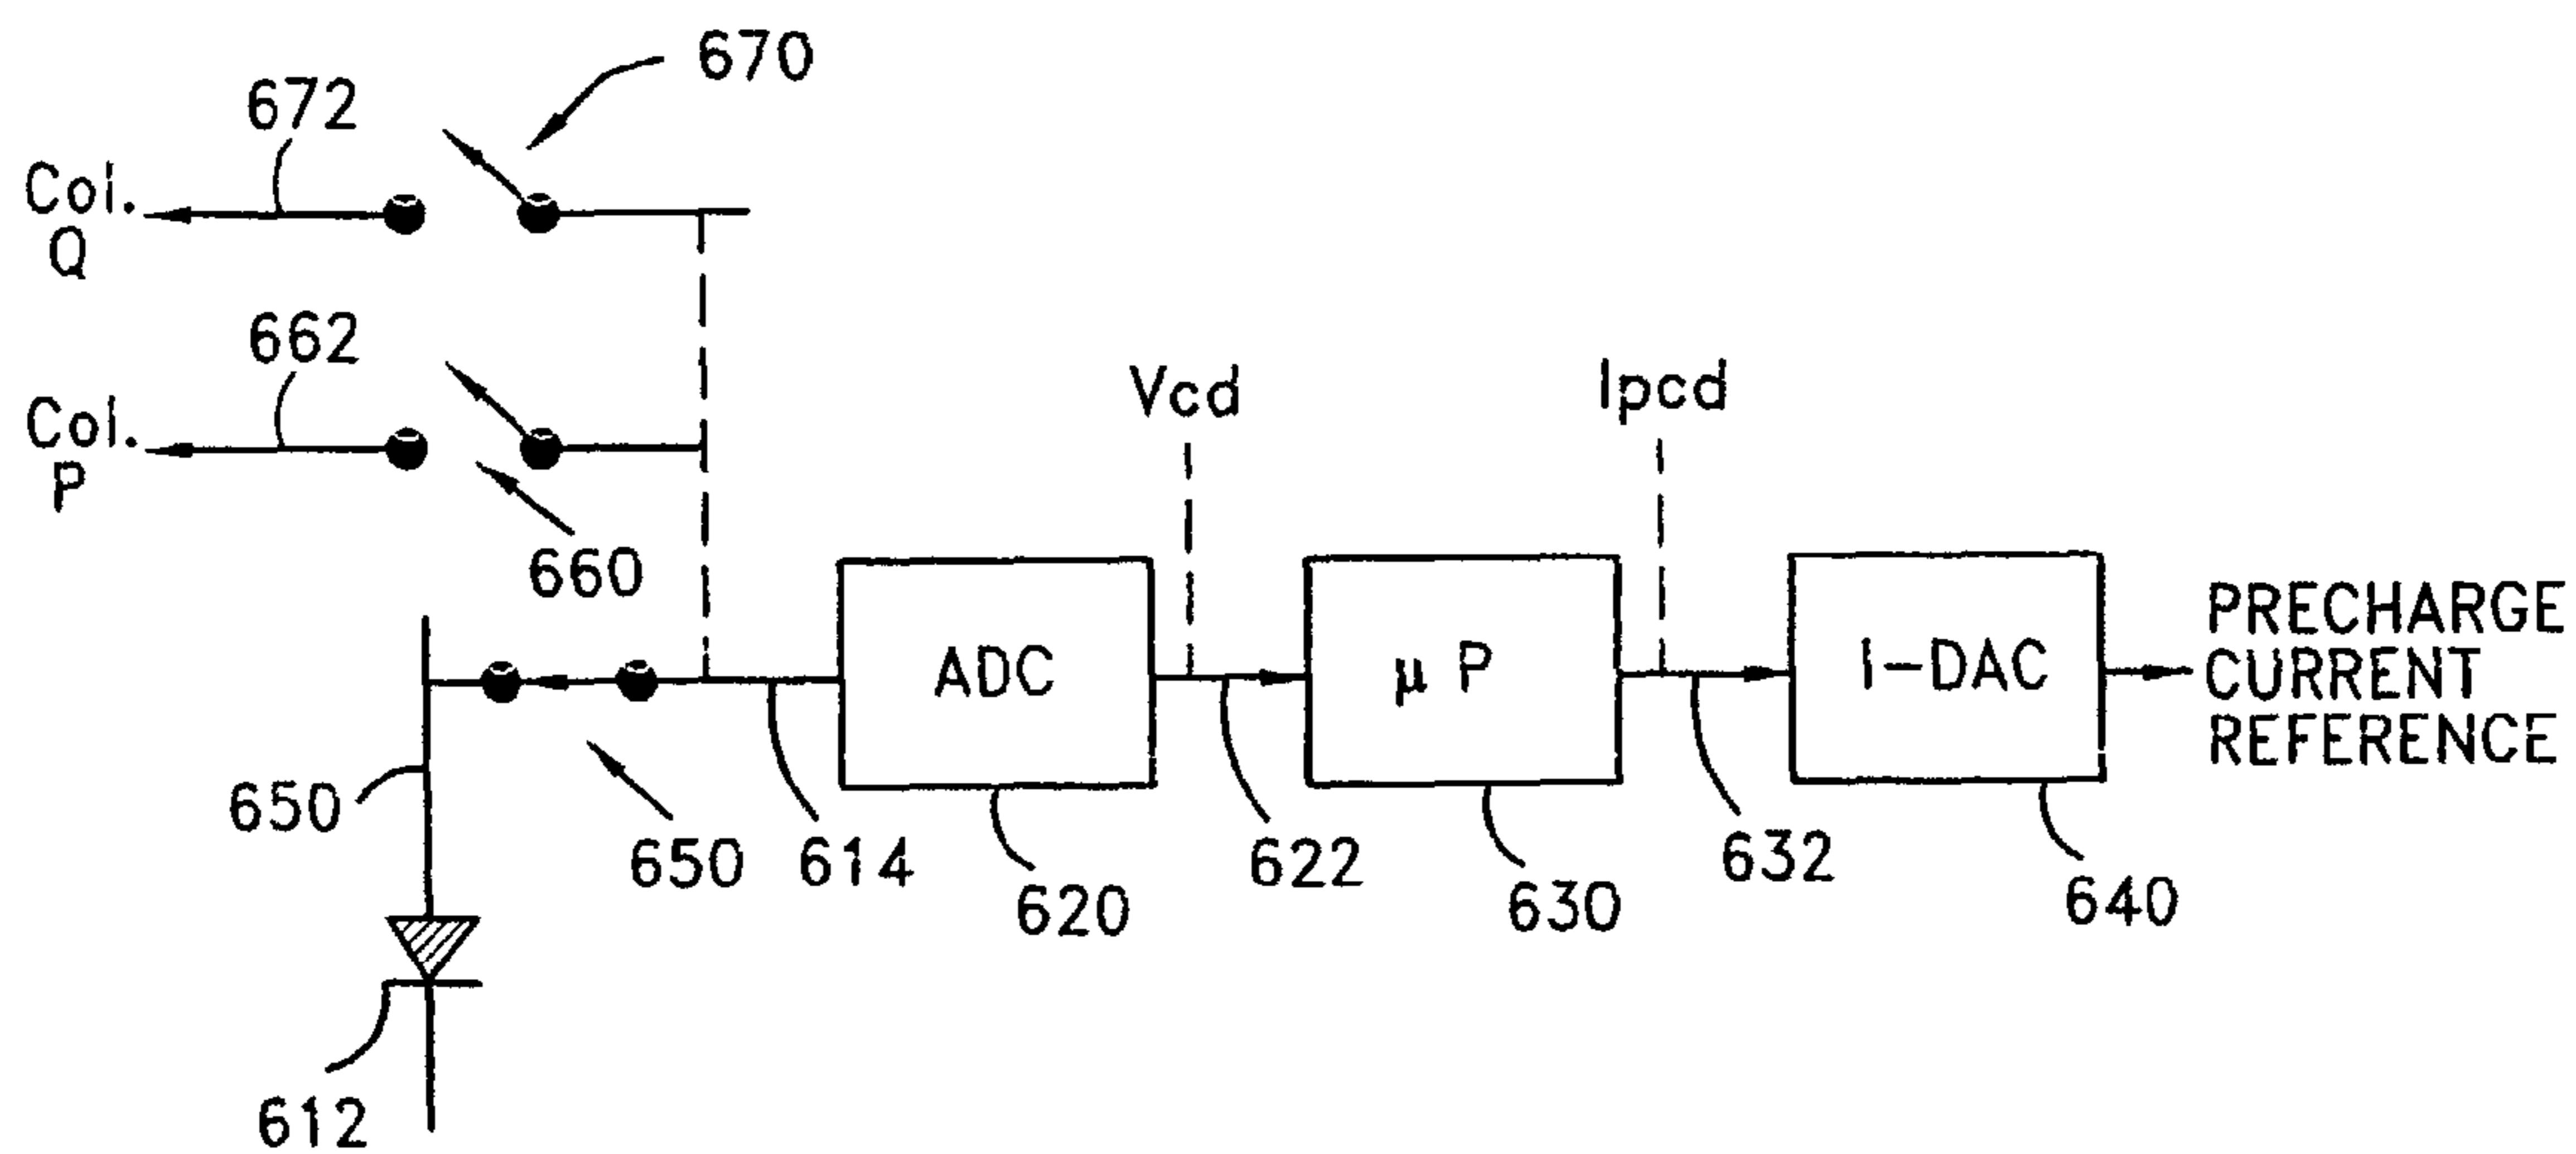 670
672
Col.
Q
662
Col.
P
660
Vcd
Ipcd
ADC
μ P
I-DAC
PRECHARGE
CURRENT
REFERENCE
650
650
614
620
622
630
632
640
612